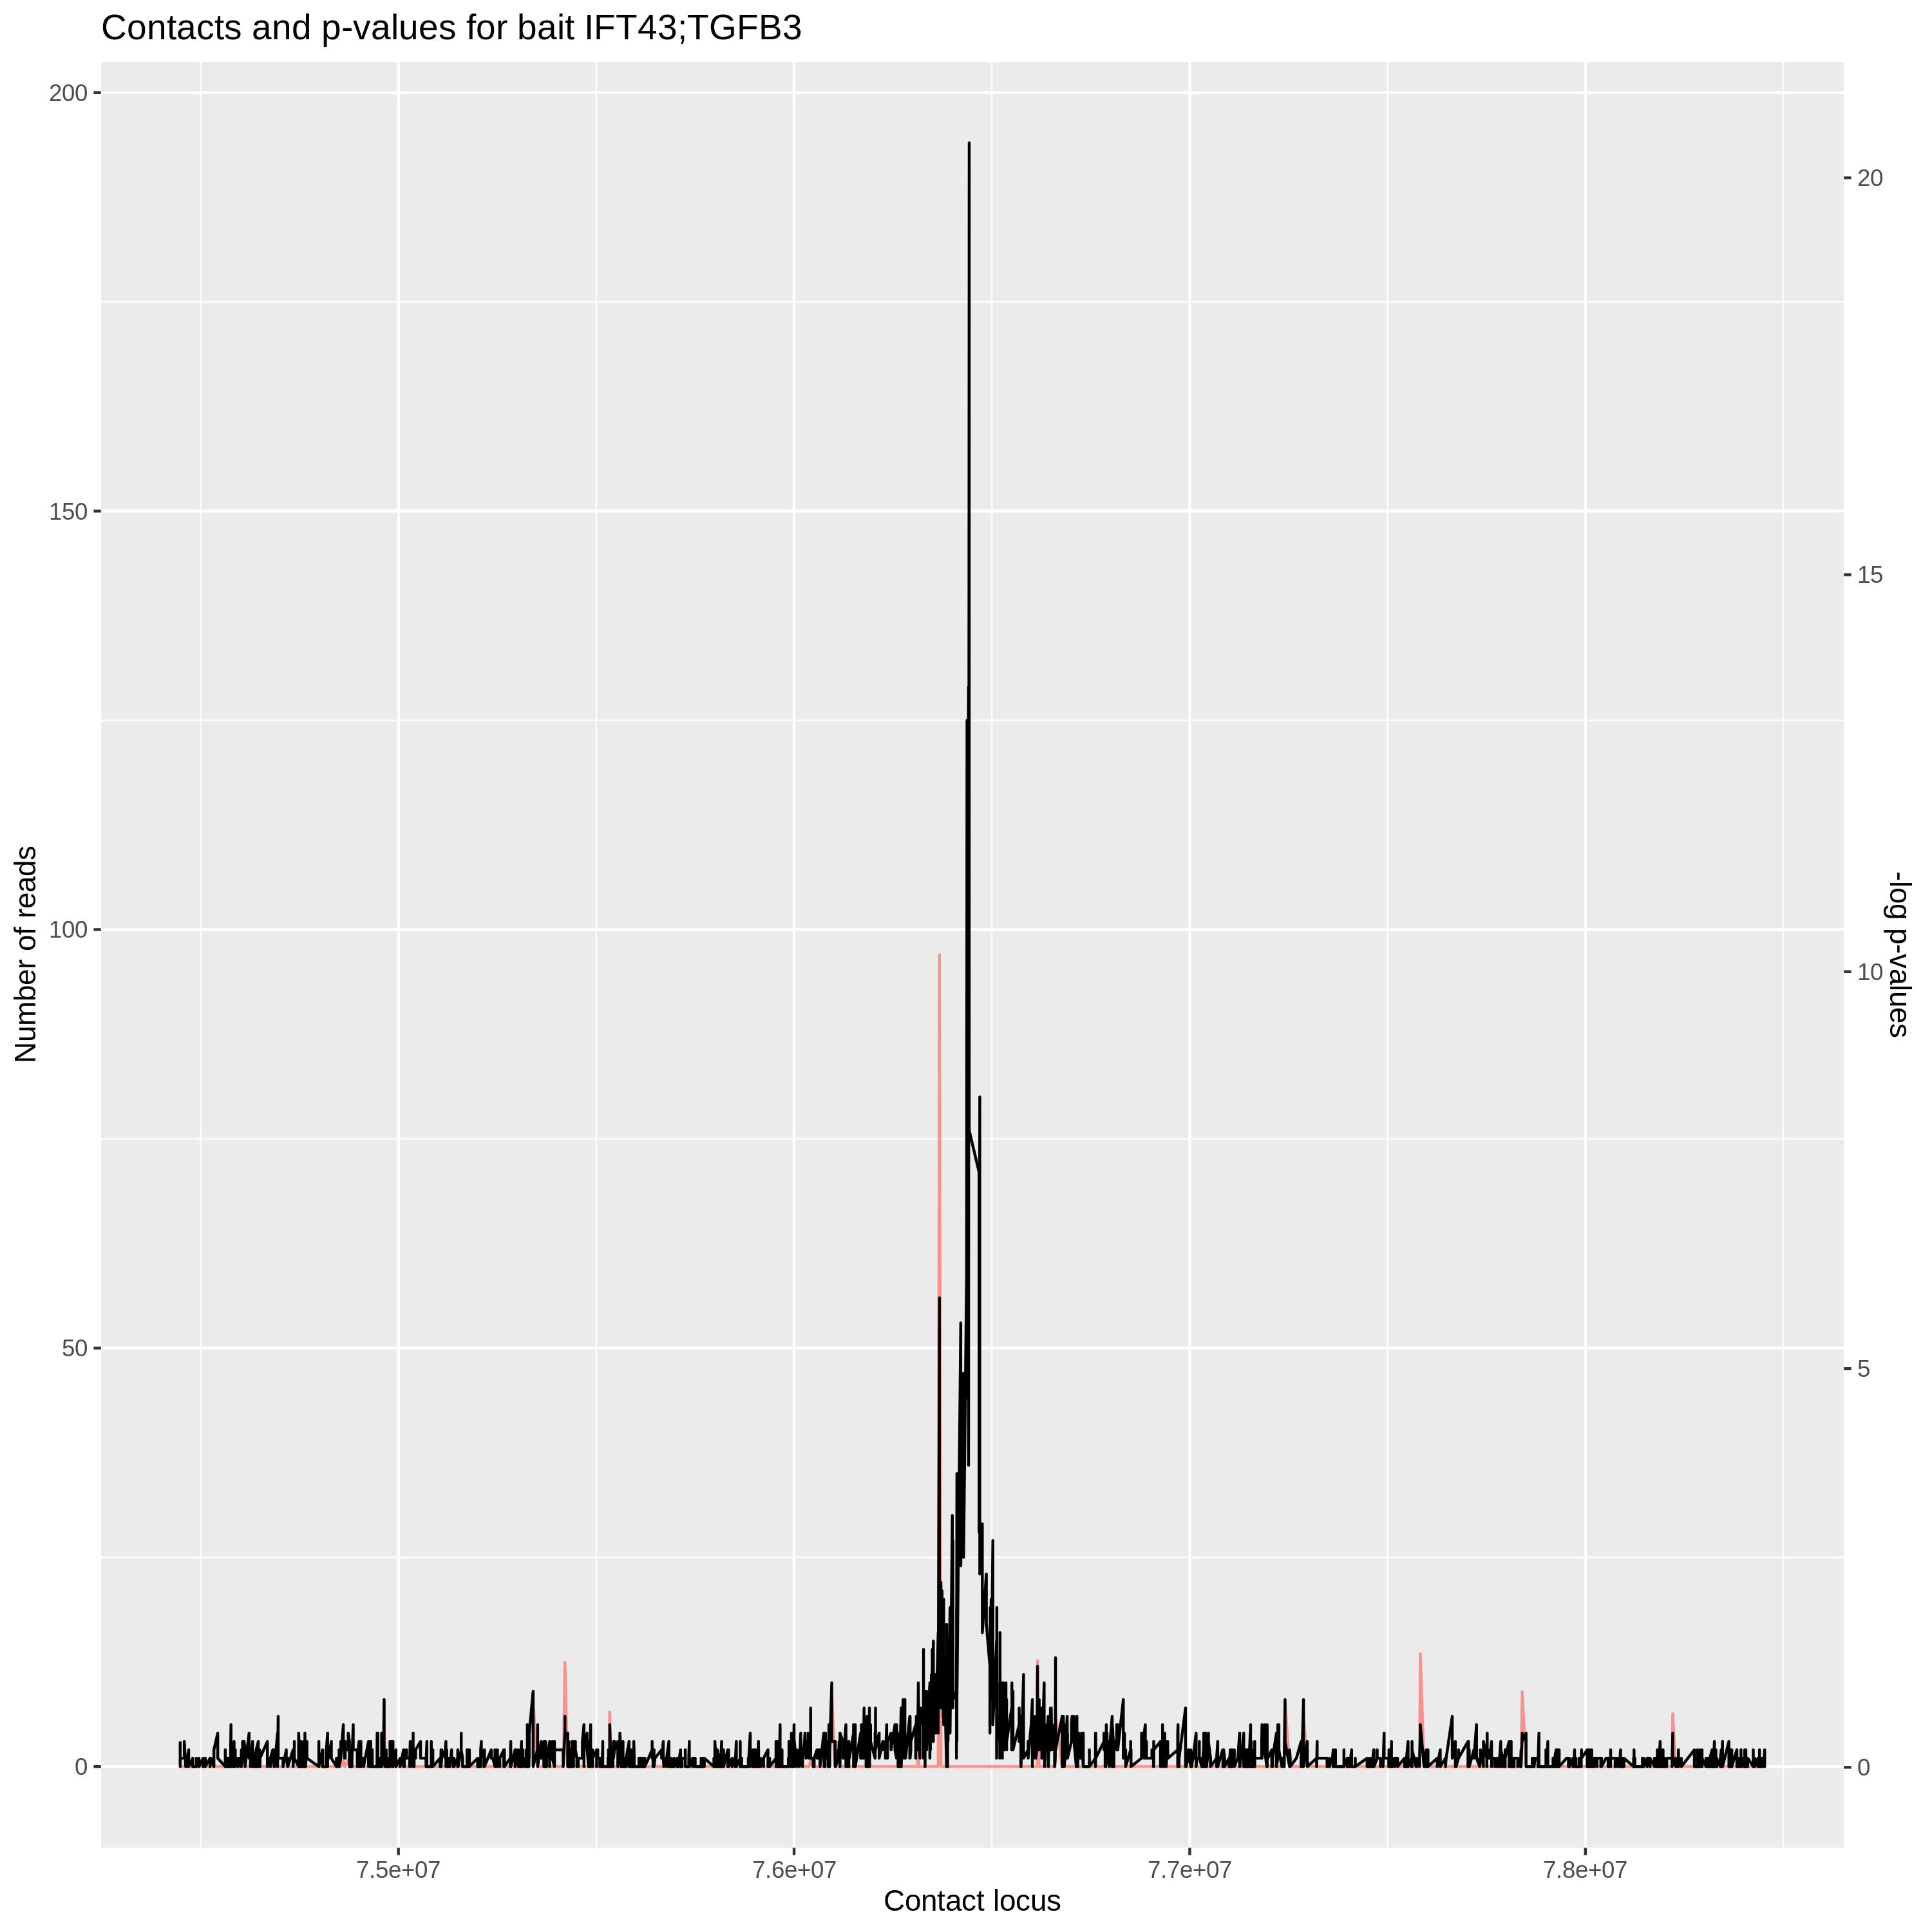 Contacts and p-values for bait IFT43;TGFB3
200
150
100
50
0
Number of reads
20
15
10
5
0
-log p-values
7.5e+07
7.6e+07
7.7e+07
7.8e+07
Contact locus